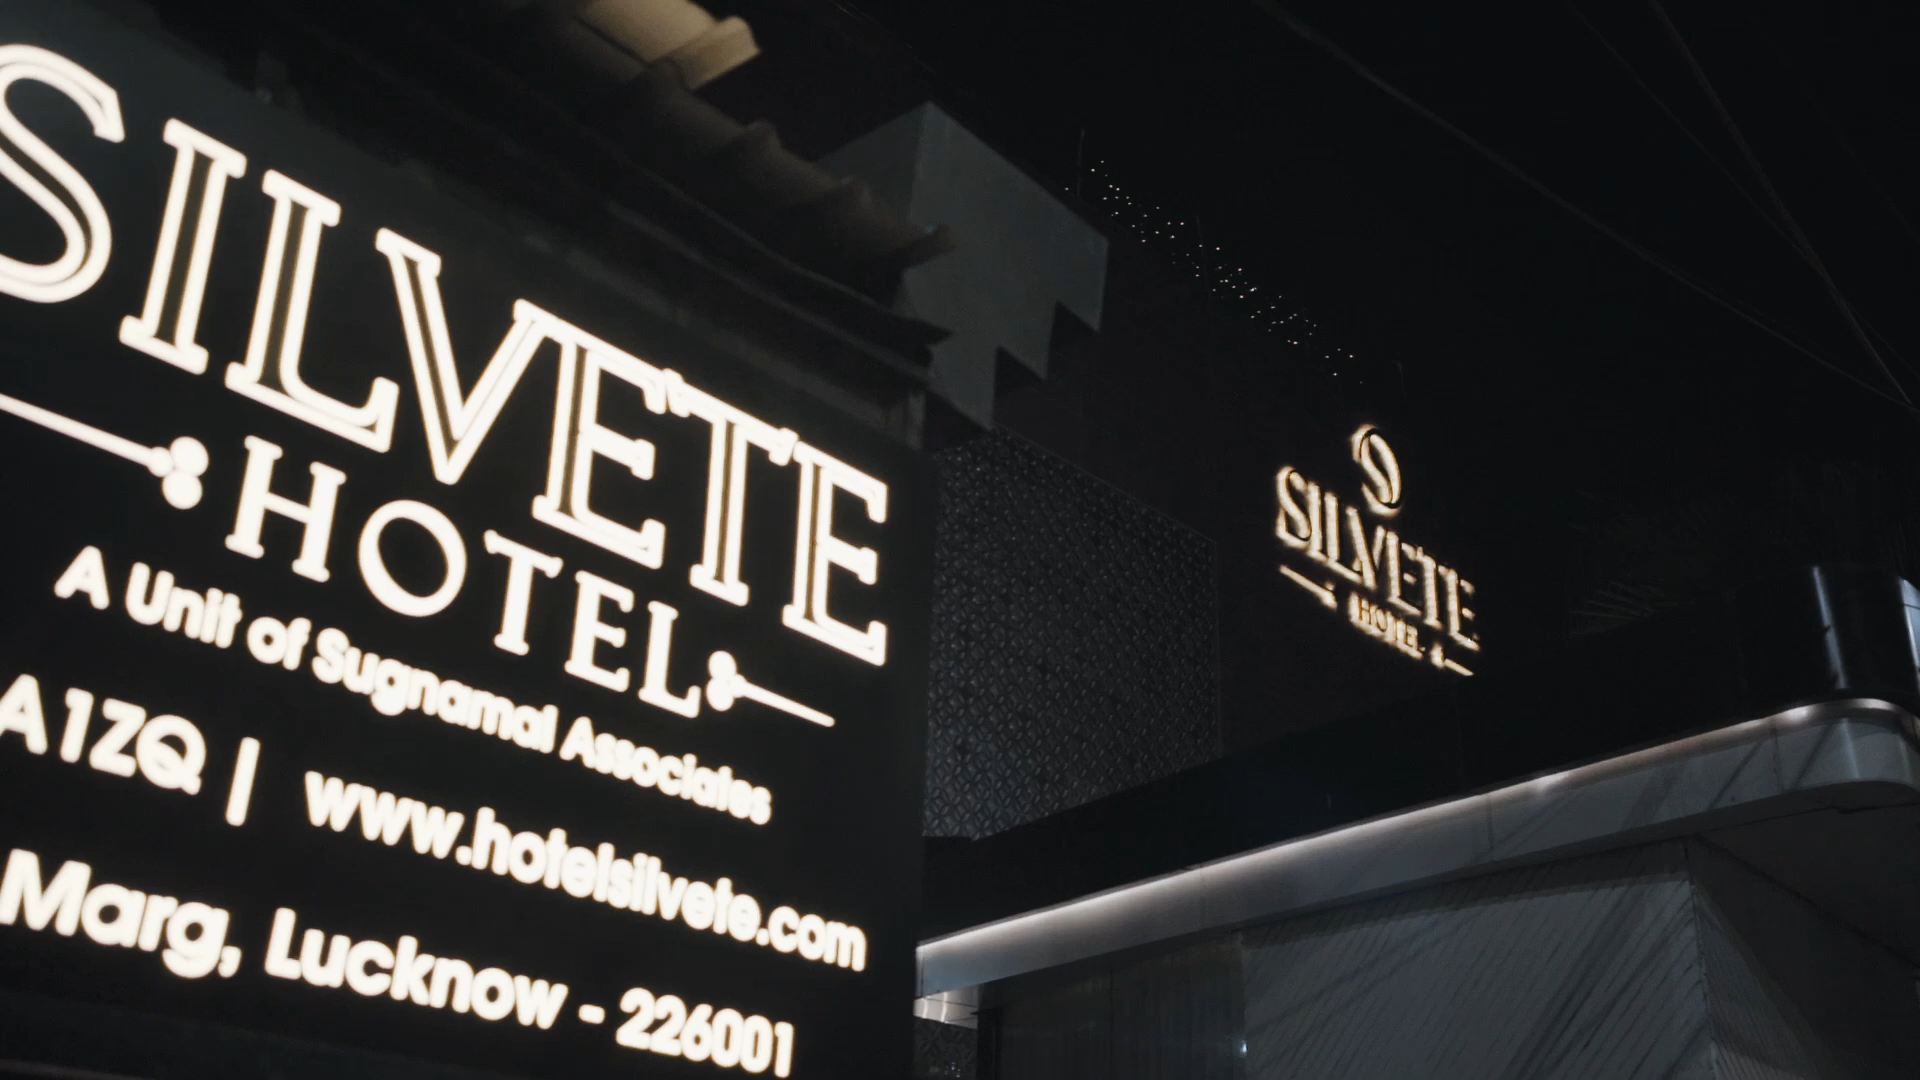 SILVETE
HOTEL
A Unit of Sugnamal Associates
A1ZQ | www.hotelsilvete.com
Marg, Lucknow - 226001
SILVETE
HOTEL